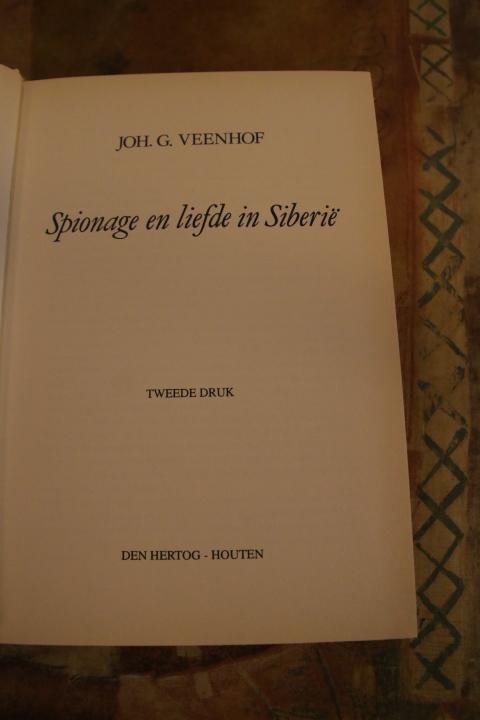 JOH. G. VEENHOF
Spionage en liefde in Siberië
TWEEDE DRUK
DEN HERTOG - HOUTEN